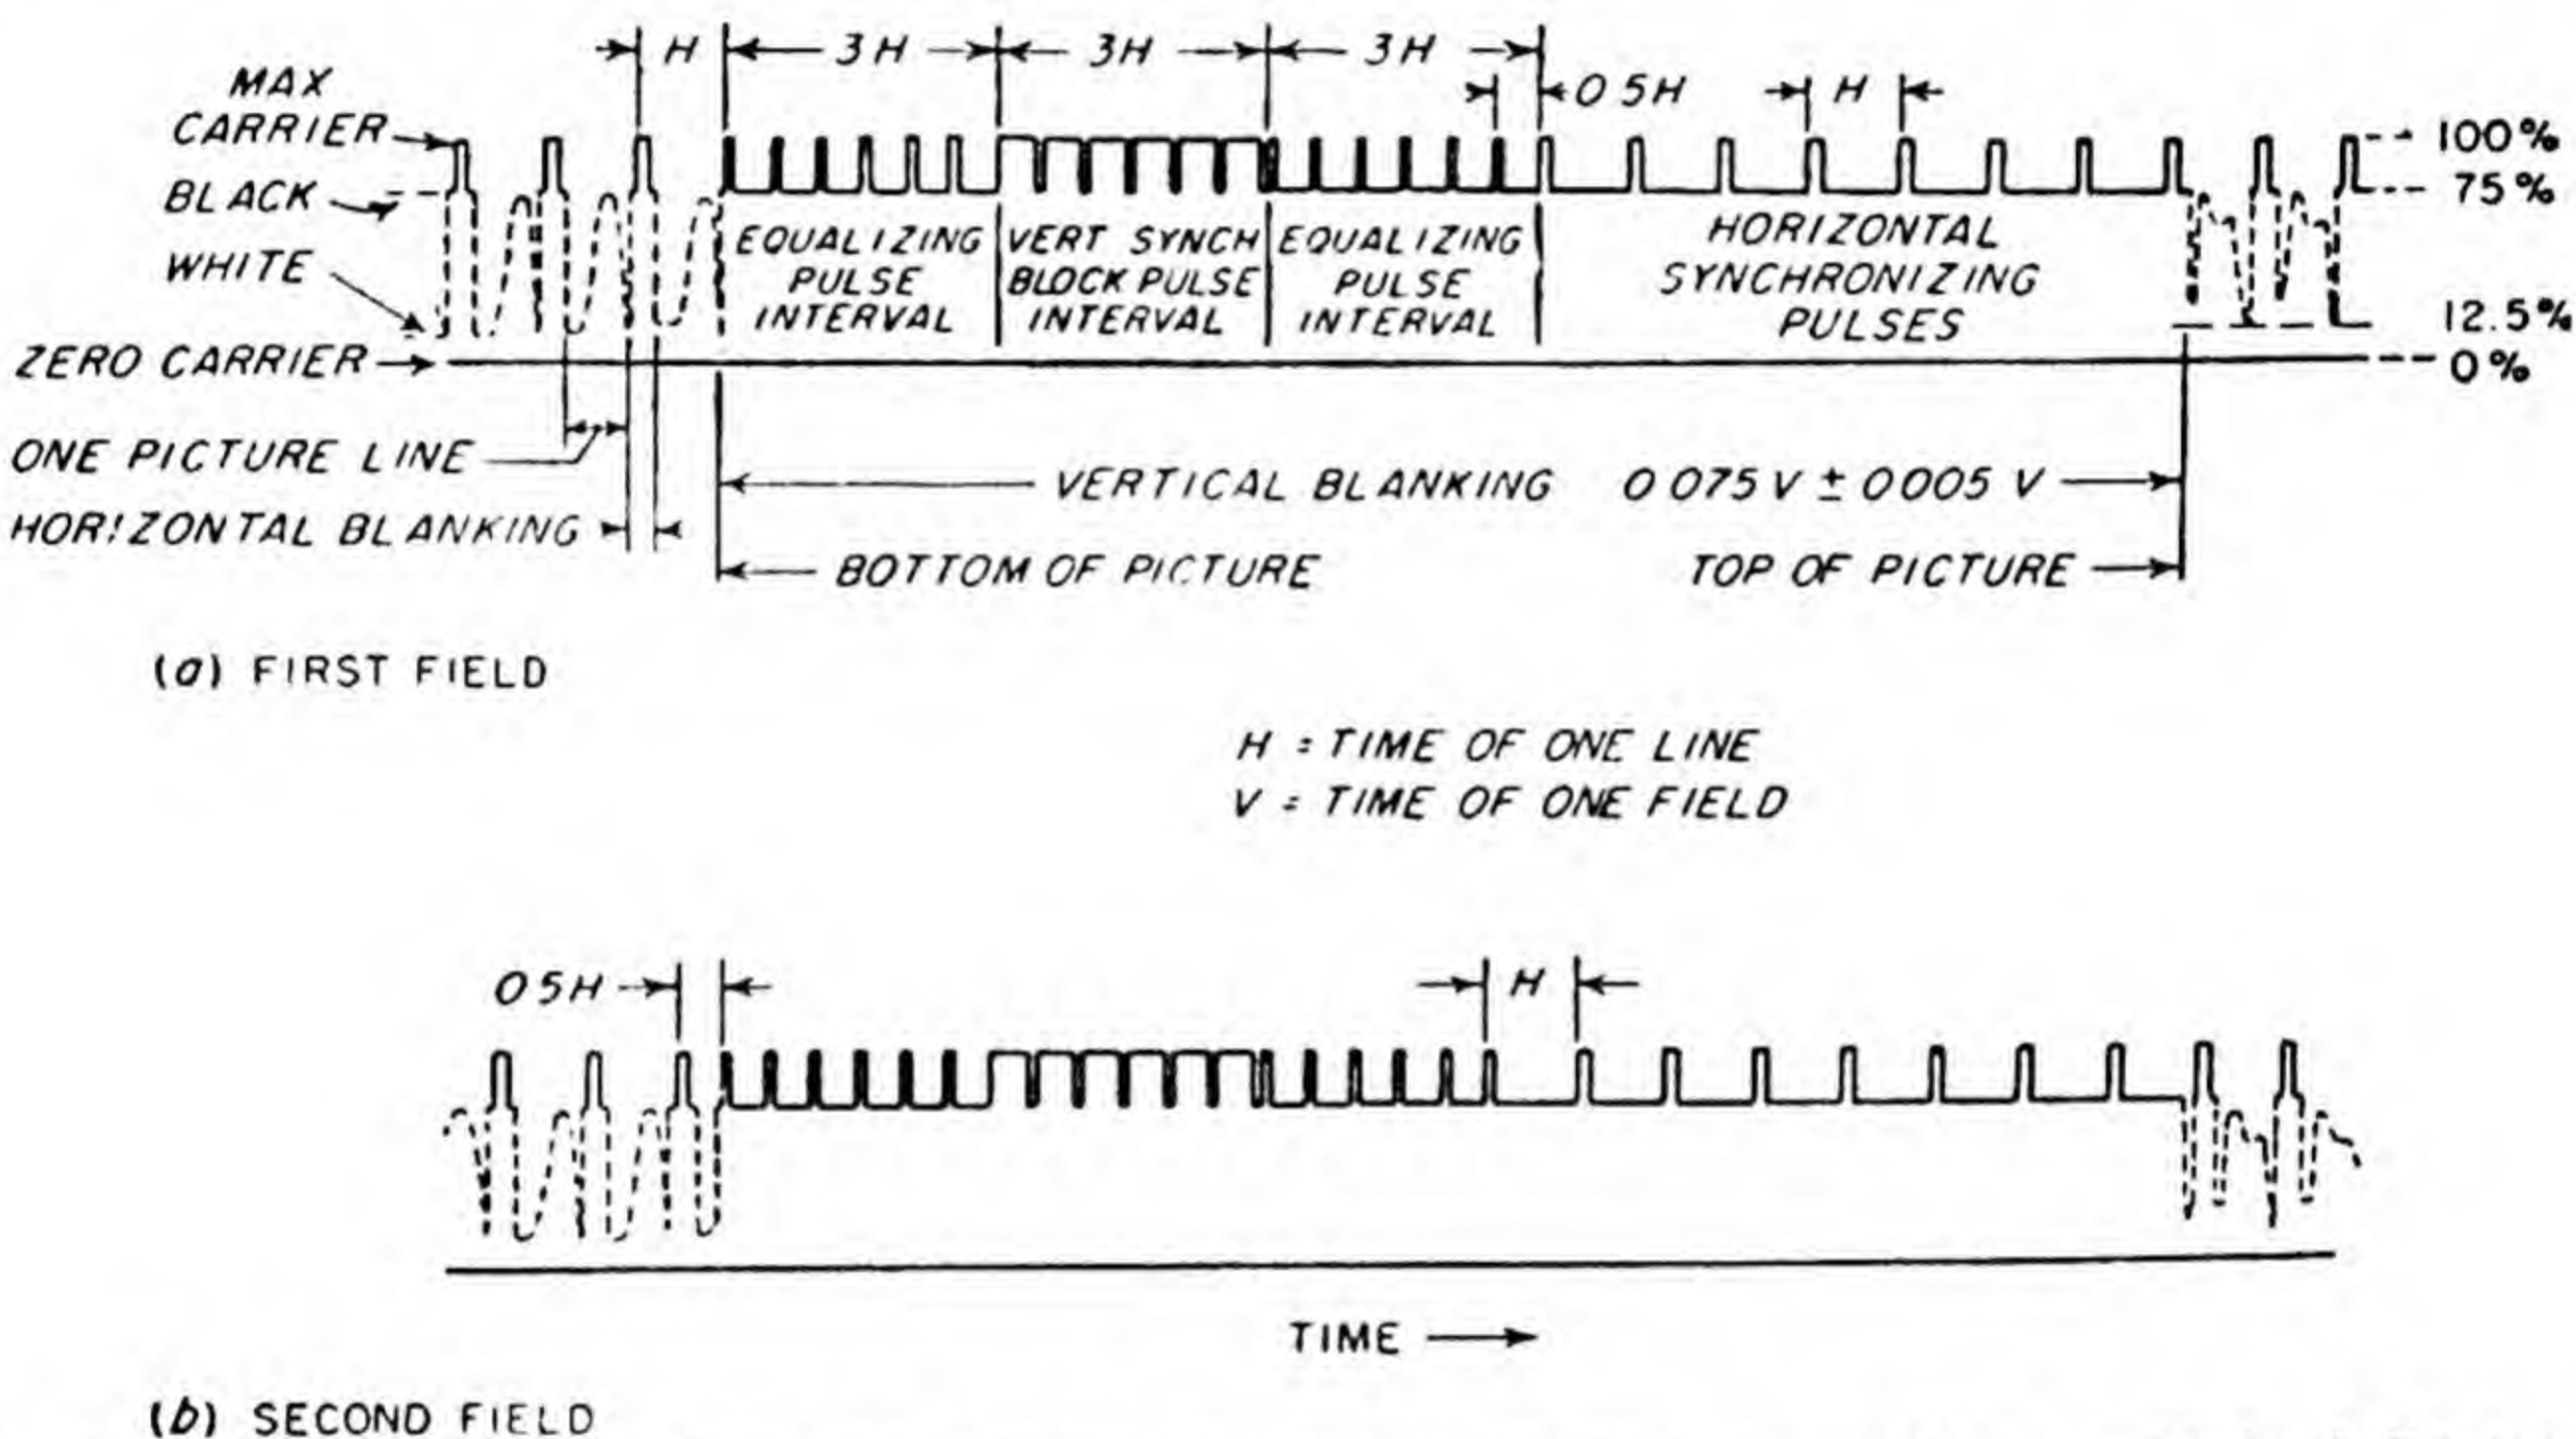 H 3H 3H 3H
0 5H H
MAX
CARRIER
BLACK
WHITE
ZERO CARRIER
100%
75%
12.5%
0%
EQUALIZING
PULSE
INTERVAL
VERT SYNCH
BLOCK PULSE
INTERVAL
EQUALIZING
PULSE
INTERVAL
HORIZONTAL
SYNCHRONIZING
PULSES
ONE PICTURE LINE
HORIZONTAL BLANKING
VERTICAL BLANKING 0 075 V ± 0 005 V
BOTTOM OF PICTURE
TOP OF PICTURE
(a) FIRST FIELD
H = TIME OF ONE LINE
V = TIME OF ONE FIELD
0 5H H
TIME
(b) SECOND FIELD